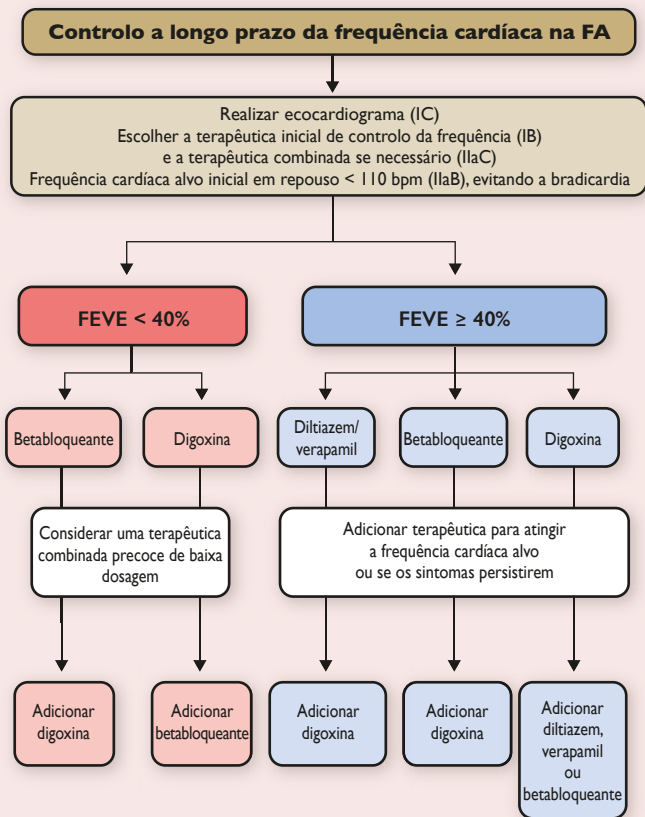 Controlo a longo prazo da frequência cardíaca na FA
Realizar ecocardiograma (IC)
Escolher a terapêutica inicial de controlo da frequência (IB)
e a terapêutica combinada se necessário (IIaC)
Frequência cardíaca alvo inicial em repouso < 110 bpm (IIaB), evitando a bradicardia
FEVE < 40%
FEVE ≥ 40%
Betabloqueante
Digoxina
Diltiazem/
verapamil
Betabloqueante
Digoxina
Considerar uma terapêutica
combinada precoce de baixa
dosagem
Adicionar terapêutica para atingir
a frequência cardíaca alvo
ou se os sintomas persistirem
Adicionar
digoxina
Adicionar
betabloqueante
Adicionar
digoxina
Adicionar
digoxina
Adicionar
diltiazem,
verapamil
ou
betabloqueante